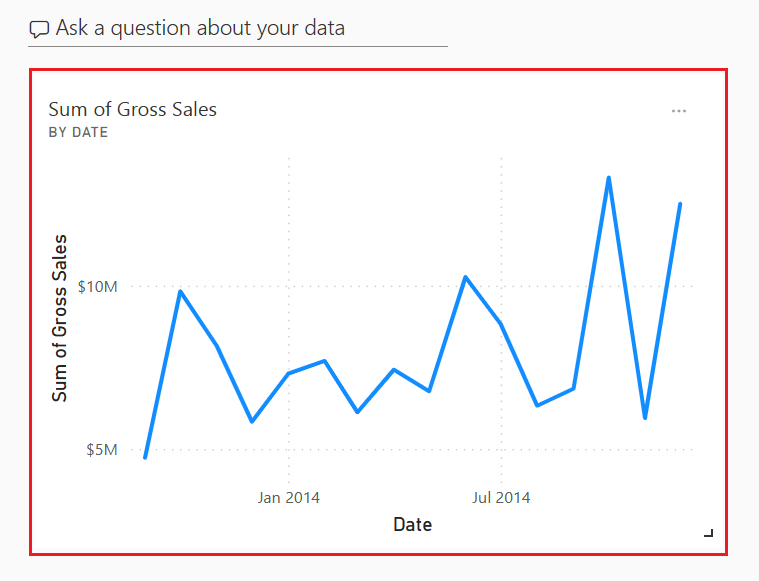 Ask a question about your data
Sum of Gross Sales
BY DATE
...
Sum of Gross Sales
$10M
$5M
Jan 2014 Jul 2014
Date